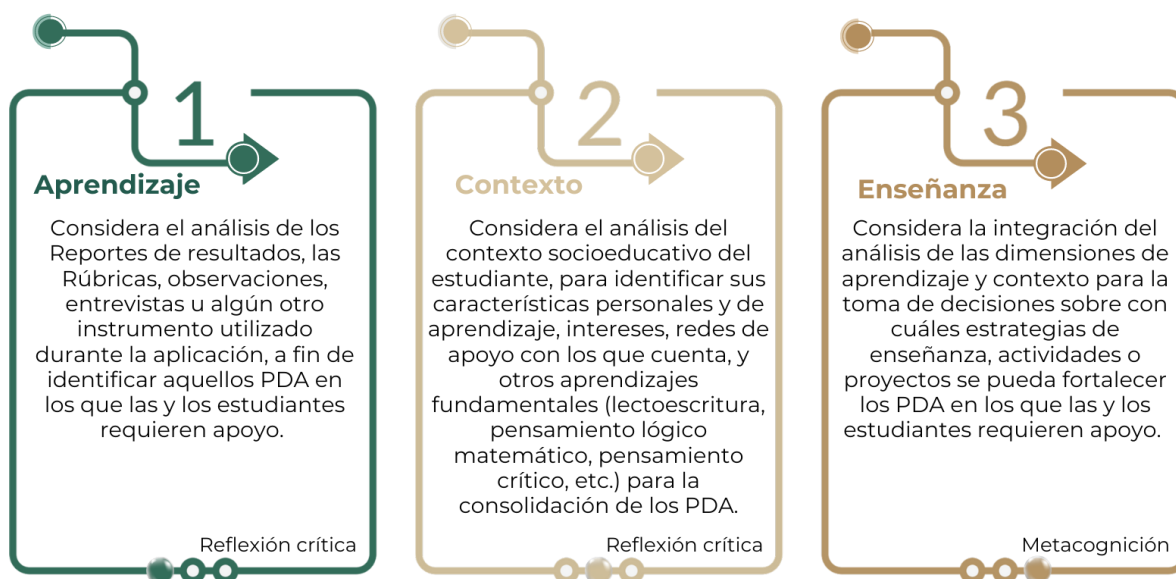 1
Aprendizaje
Considera el análisis de los
Reportes de resultados, las
Rúbricas, observaciones,
entrevistas u algún otro
instrumento utilizado
durante la aplicación, a fin de
identificar aquellos PDA en
los que las y los estudiantes
requieren apoyo.
Reflexión crítica
2
Contexto
Considera el análisis del
contexto socioeducativo del
estudiante, para identificar sus
características personales y de
aprendizaje, intereses, redes de
apoyo con los que cuenta, y
otros aprendizajes
fundamentales (lectoescritura,
pensamiento lógico
matemático, pensamiento
crítico, etc.) para la
consolidación de los PDA.
Reflexión crítica
3
Enseñanza
Considera la integración del
análisis de las dimensiones de
aprendizaje y contexto para la
toma de decisiones sobre con
cuáles estrategias de
enseñanza, actividades o
proyectos se pueda fortalecer
los PDA en los que las y los
estudiantes requieren apoyo.
Metacognición